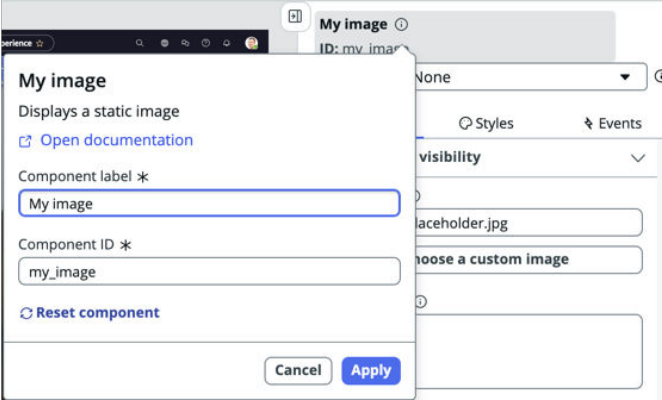 My image
ID: my_image
None
Styles
Events
visibility
laceholder.jpg
hoose a custom image
perience
My image
Displays a static image
Open documentation
Component label *
My image
Component ID *
my_image
Reset component
Cancel
Apply